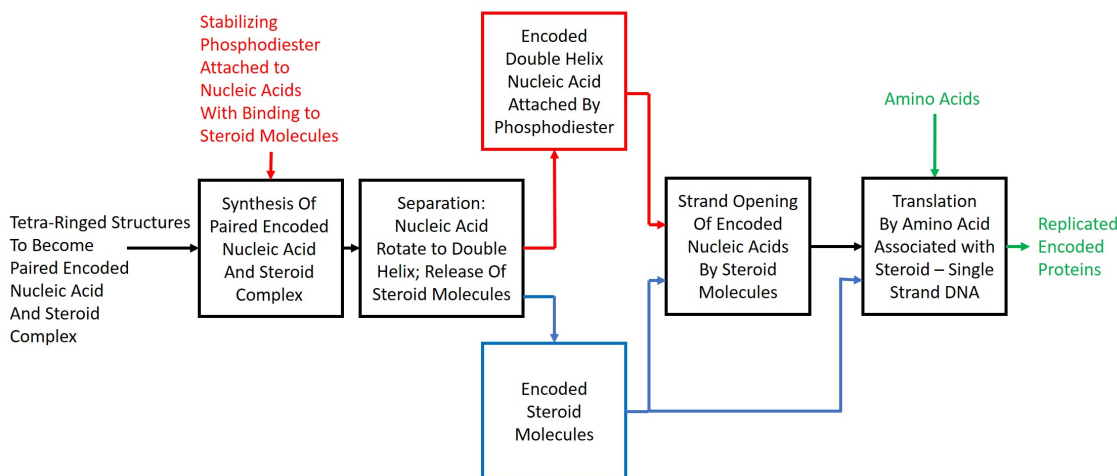 Stabilizing
Phosphodiester
Attached to
Nucleic Acids
With Binding to
Steroid Molecules
Encoded
Double Helix
Nucleic Acid
Attached By
Phosphodiester
Amino Acids
Tetra-Ringed Structures
To Become
Paired Encoded
Nucleic Acid
And Steroid
Complex
Synthesis Of
Paired Encoded
Nucleic Acid
And Steroid
Complex
Separation:
Nucleic Acid
Rotate to Double
Helix; Release Of
Steroid Molecules
Strand Opening
Of Encoded
Nucleic Acids
By Steroid
Molecules
Translation
By Amino Acid
Associated with
Steroid – Single
Strand DNA
Replicated
Encoded
Proteins
Encoded
Steroid
Molecules